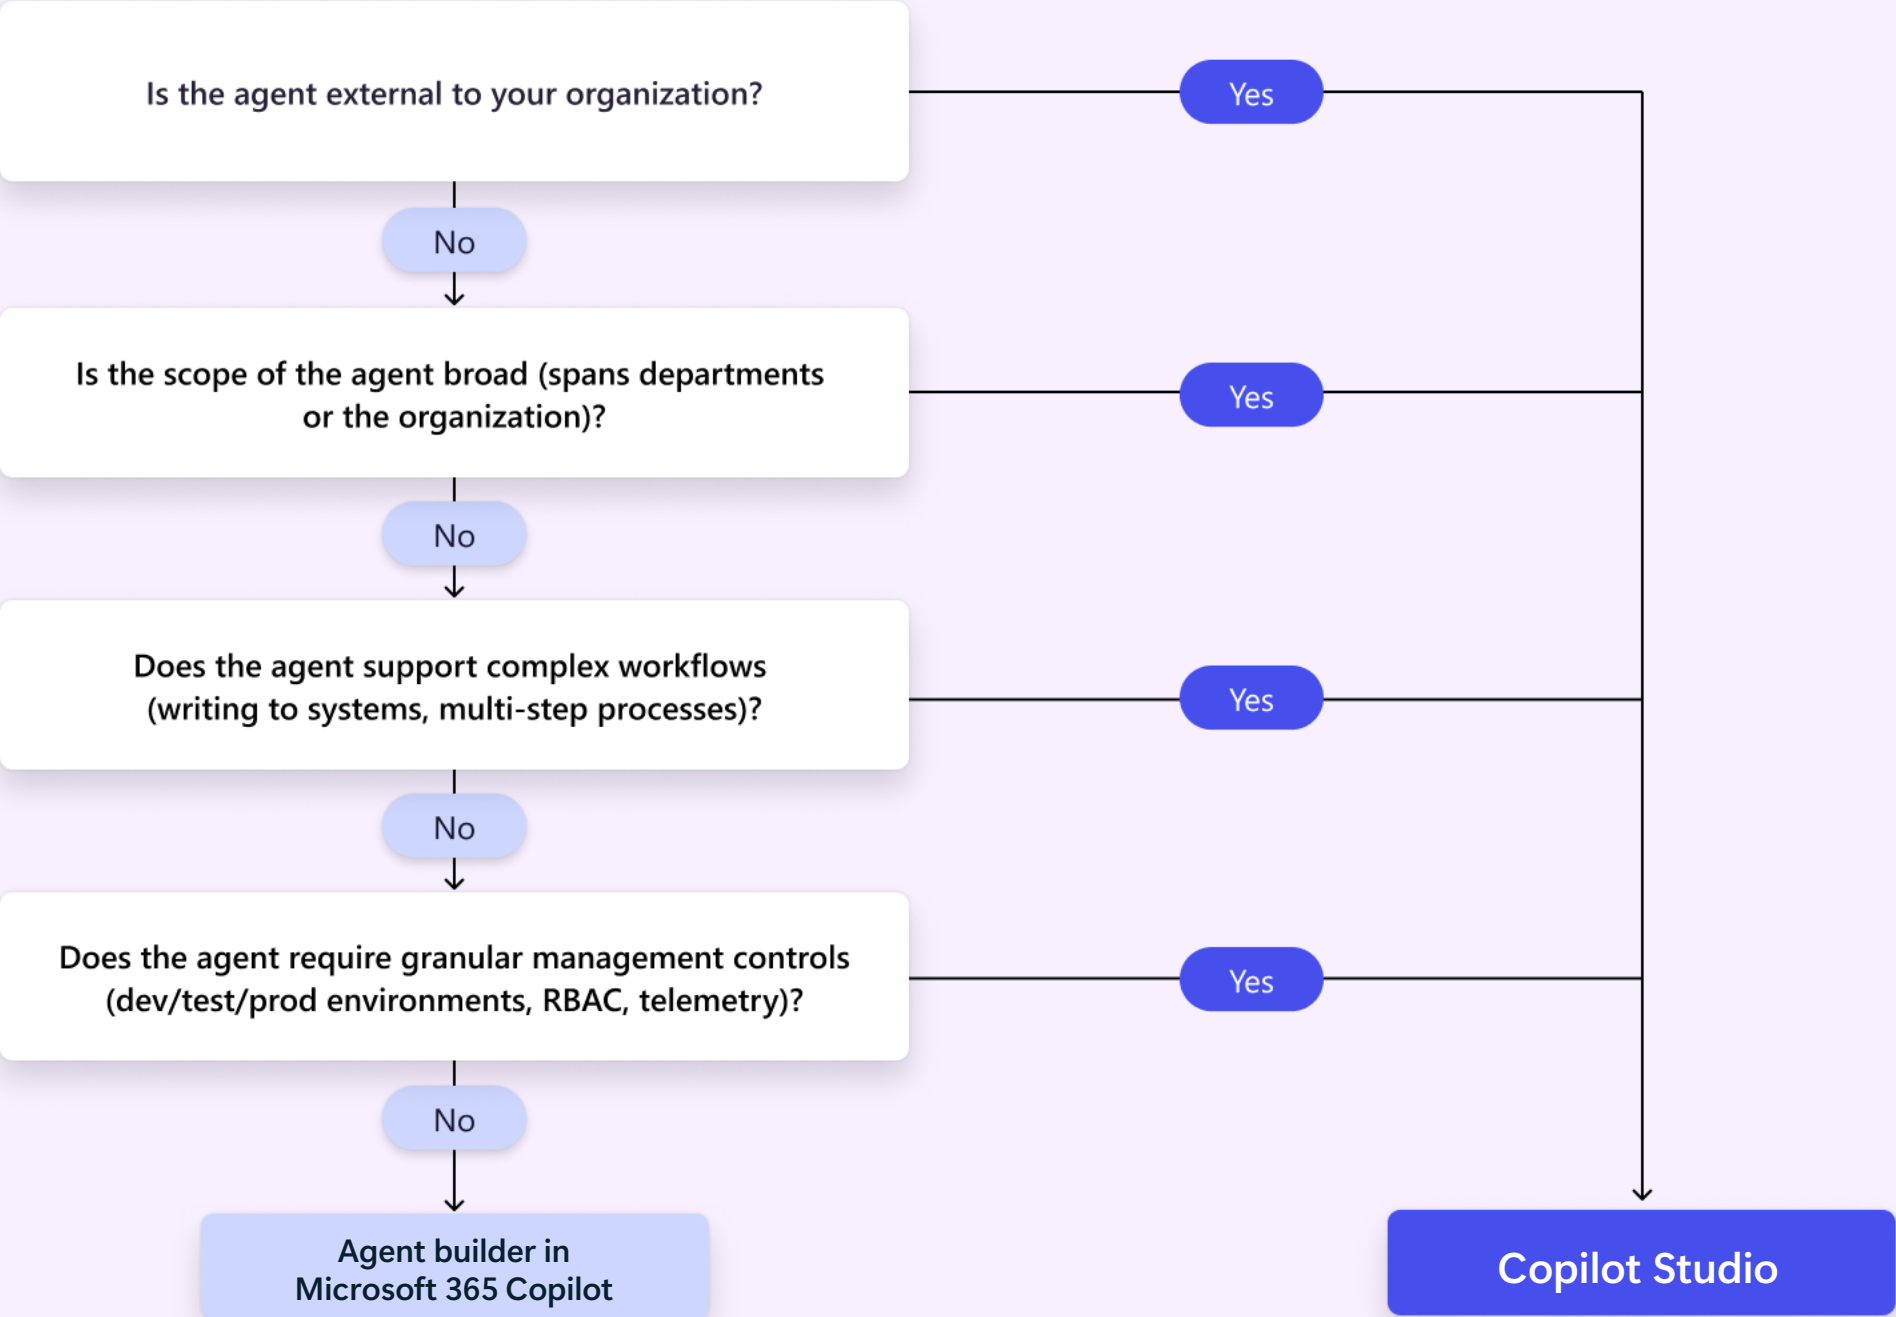 Is the agent external to your organization?
Yes
No
Is the scope of the agent broad (spans departments
or the organization)?
Yes
No
Does the agent support complex workflows
(writing to systems, multi-step processes)?
Yes
No
Does the agent require granular management controls
(dev/test/prod environments, RBAC, telemetry)?
Yes
No
Agent builder in
Microsoft 365 Copilot
Copilot Studio